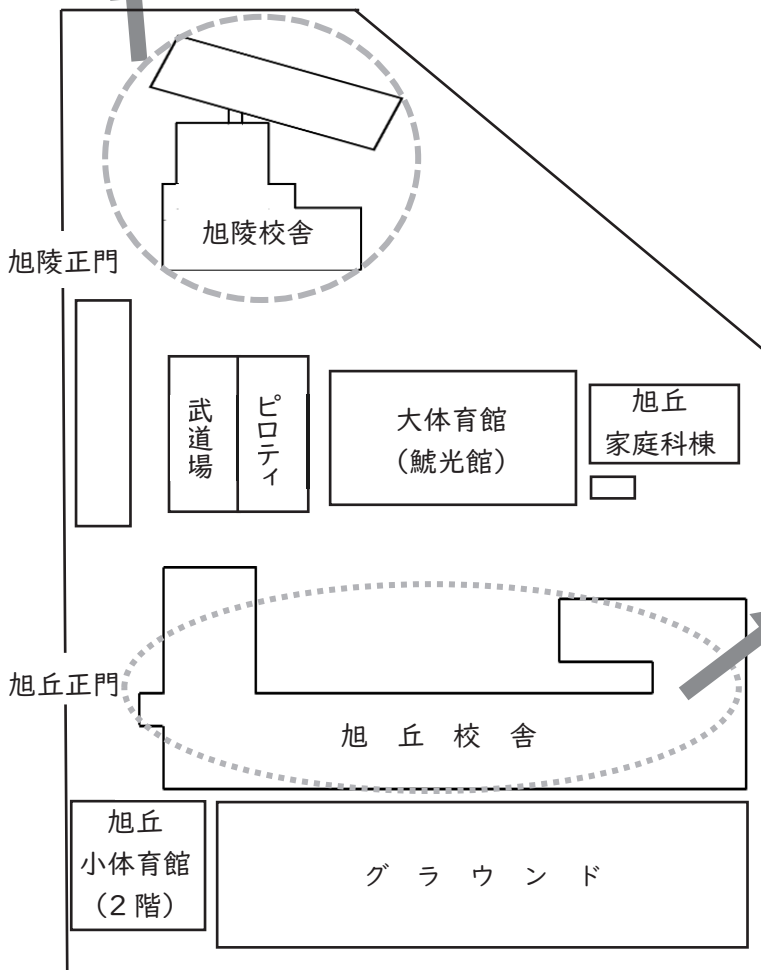 旭陵校舎
旭陵正門
武道場
ピロティ
大体育館
（鯱光館）
旭丘
家庭科棟
旭丘正門
旭丘校舎
旭丘
小体育館
（2階）
グラウンド